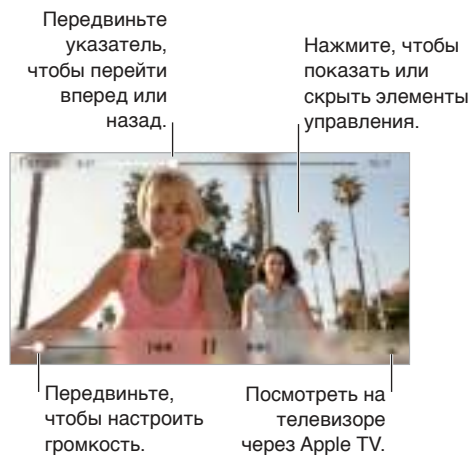 Передвиньте
указатель,
чтобы перейти
вперед или
назад.
Нажмите, чтобы
показать или
скрыть элементы
управления.
Готово
Передвиньте,
чтобы настроить
громкость.
Посмотреть на
телевизоре
через Apple TV.